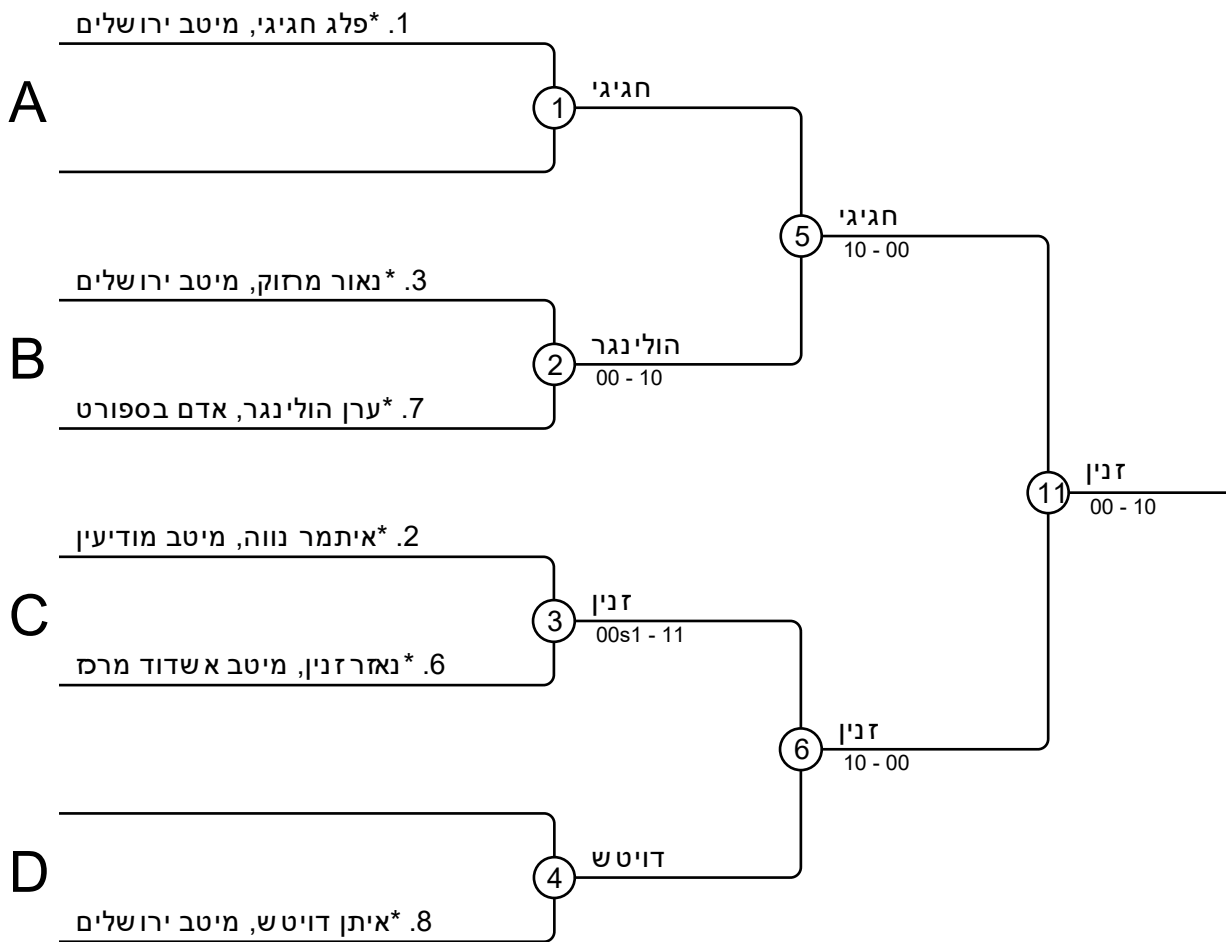 1. *פלג חגיגי, מיטב ירושלים
A
1
חגיגי
5
חגיגי
10 - 00
3. *נאור מרזוק, מיטב ירושלים
B
2
הולינגר
00 - 10
7. *ערן הולינגר, אדם בספורט
11
זנין
00 - 10
2. *איתמר נווה, מיטב מודיעין
C
3
זנין
00s1 - 11
6. *נאזר זנין, מיטב אשדוד מרכז
6
זנין
10 - 00
D
4
דויטש
8. *איתן דויטש, מיטב ירושלים